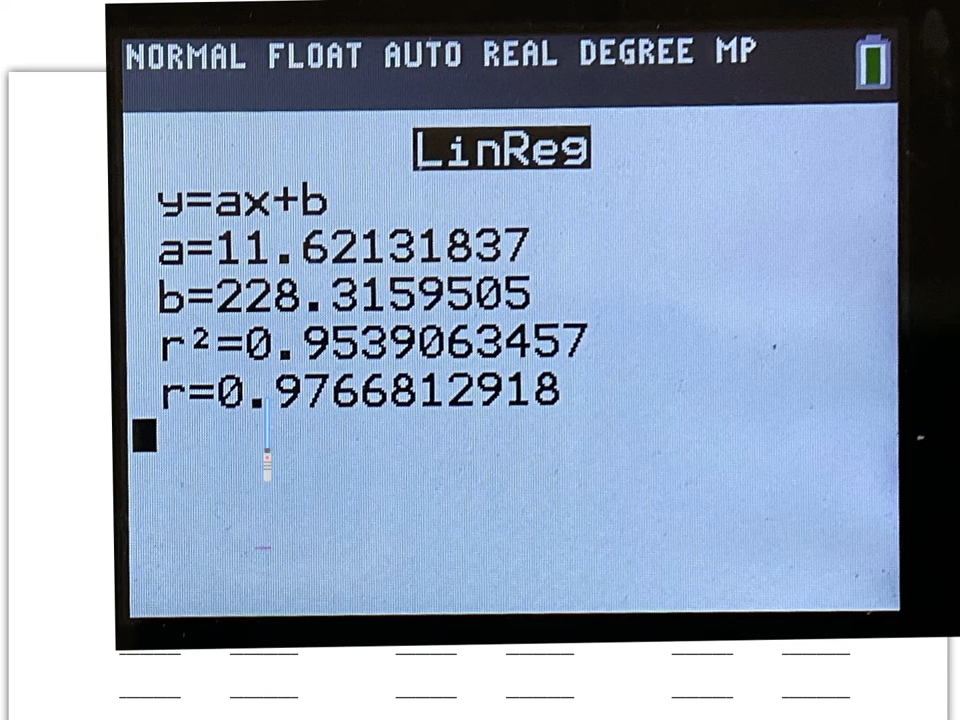 NORMAL FLOAT AUTO REAL DEGREE MP
LinReg
y=ax+b
a=11.62131837
b=228.3159505
r²=0.9539063457
r=0.9766812918